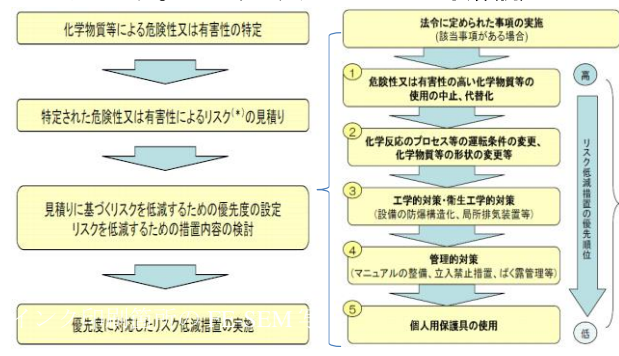 化学物質等による危険性又は有害性の特定
特定された危険性又は有害性によるリスク(*)の見積り
見積りに基づくリスクを低減するための優先度の設定
リスクを低減するための措置内容の検討
優先度に対応したリスク低減措置の実施
法令に定められた事項の実施
(該当事項がある場合)
1
危険性又は有害性の高い化学物質等の
使用の中止、代替化
2
化学反応のプロセス等の運転条件の変更、
化学物質等の形状の変更等
3
工学的対策・衛生工学的対策
(設備の防爆構造化、局所排気装置等)
4
管理的対策
(マニュアルの整備、立入禁止措置、ばく露管理等)
5
個人用保護具の使用
高
リスク低減措置の優先順位
低